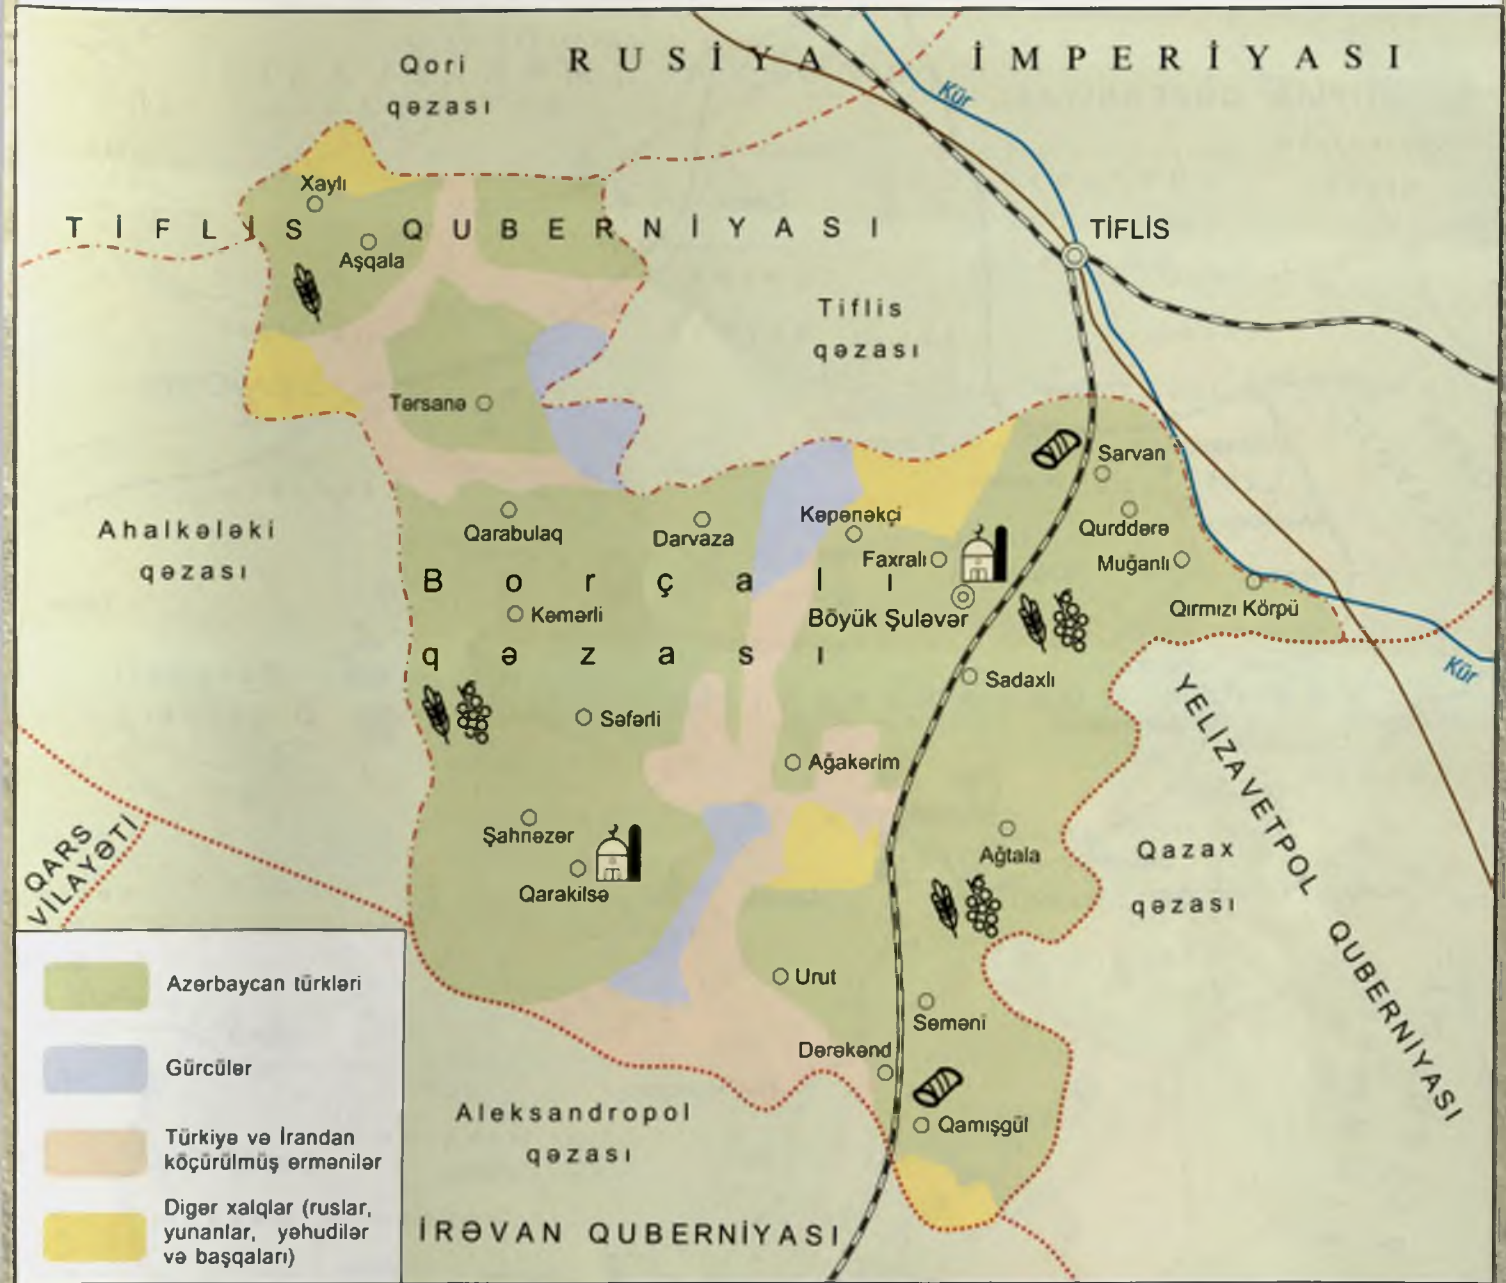 RUSİYA İMPERİYASI
Qori
qəzası
Kür
Xaylı
TİFLİS QUBERNİYASI
TİFLİS
Aşqala
Tiflis
qəzası
Tərsanə
Sarvan
Ahalkələki
qəzası
Qarabulaq
Darvaza
Kəpənəkçi
Qurddərə
Faxralı
Muğanlı
Borçalı
qəzası
Kəmərli
Böyük Şuləvər
Qırmızı Körpü
Kür
Sadaxlı
Səfərli
YELİZAVETPOL QUBERNİYASI
Ağakərim
Şahnəzər
QARS
VİLAYƏTİ
Ağtala
Qazax
qəzası
Qarakilsə
Urut
Səməni
Dərəkənd
Aleksandropol
qəzası
Qamışgül
İRƏVAN QUBERNİYASI
Azərbaycan türkləri
Gürcülər
Türkiyə və İrandan
köçürülmüş ermənilər
Digər xalqlar (ruslar,
yunanlar, yəhudilər
və başqaları)